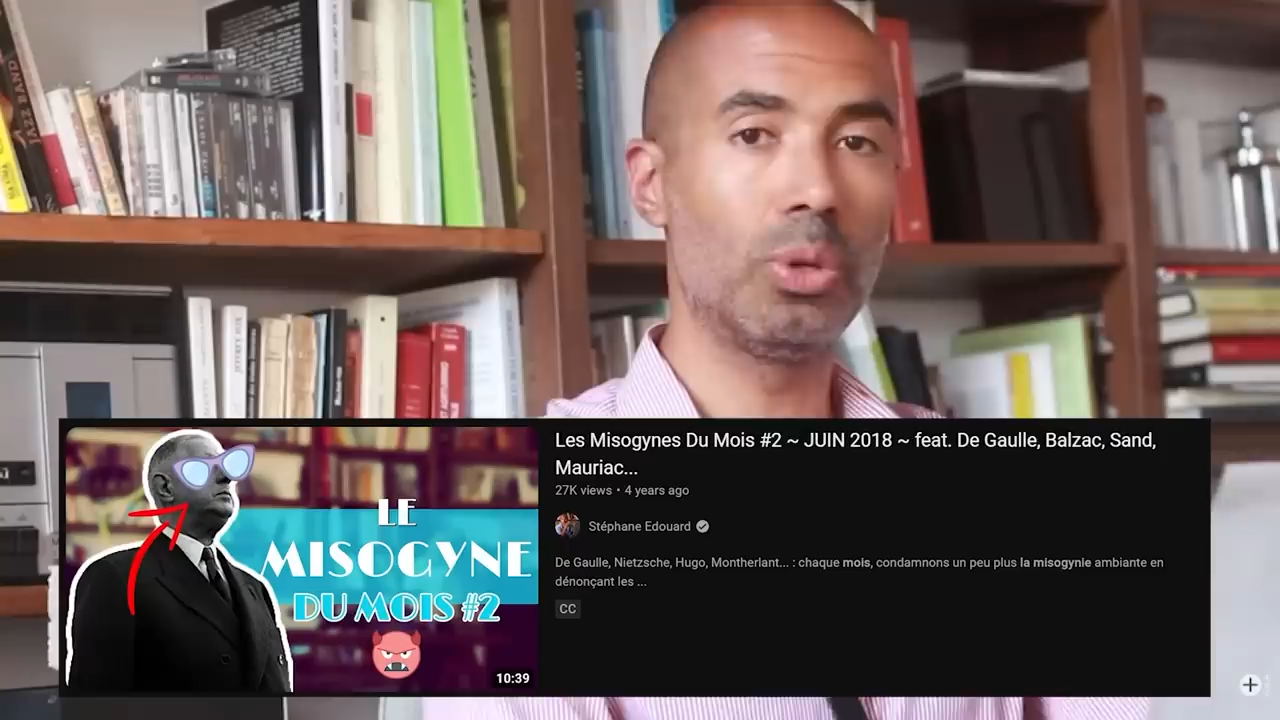 JAZZ BAND
Les Misogynes Du Mois #2 ~ JUIN 2018 ~ feat. De Gaulle, Balzac, Sand,
Mauriac...
27K views • 4 years ago
Stéphane Edouard
De Gaulle, Nietzsche, Hugo, Montherlant... : chaque mois, condamnons un peu plus la misogynie ambiante en
dénonçant les ...
CC
LE
MISOGYNE
DU MOIS #2
10:39